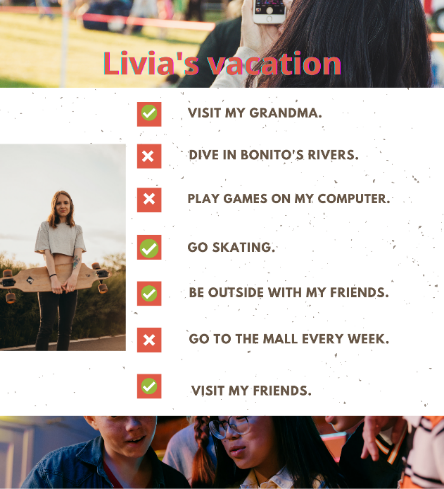 Livia's vacation
VISIT MY GRANDMA.
DIVE IN BONITO'S RIVERS.
PLAY GAMES ON MY COMPUTER.
GO SKATING.
BE OUTSIDE WITH MY FRIENDS.
GO TO THE MALL EVERY WEEK.
VISIT MY FRIENDS.